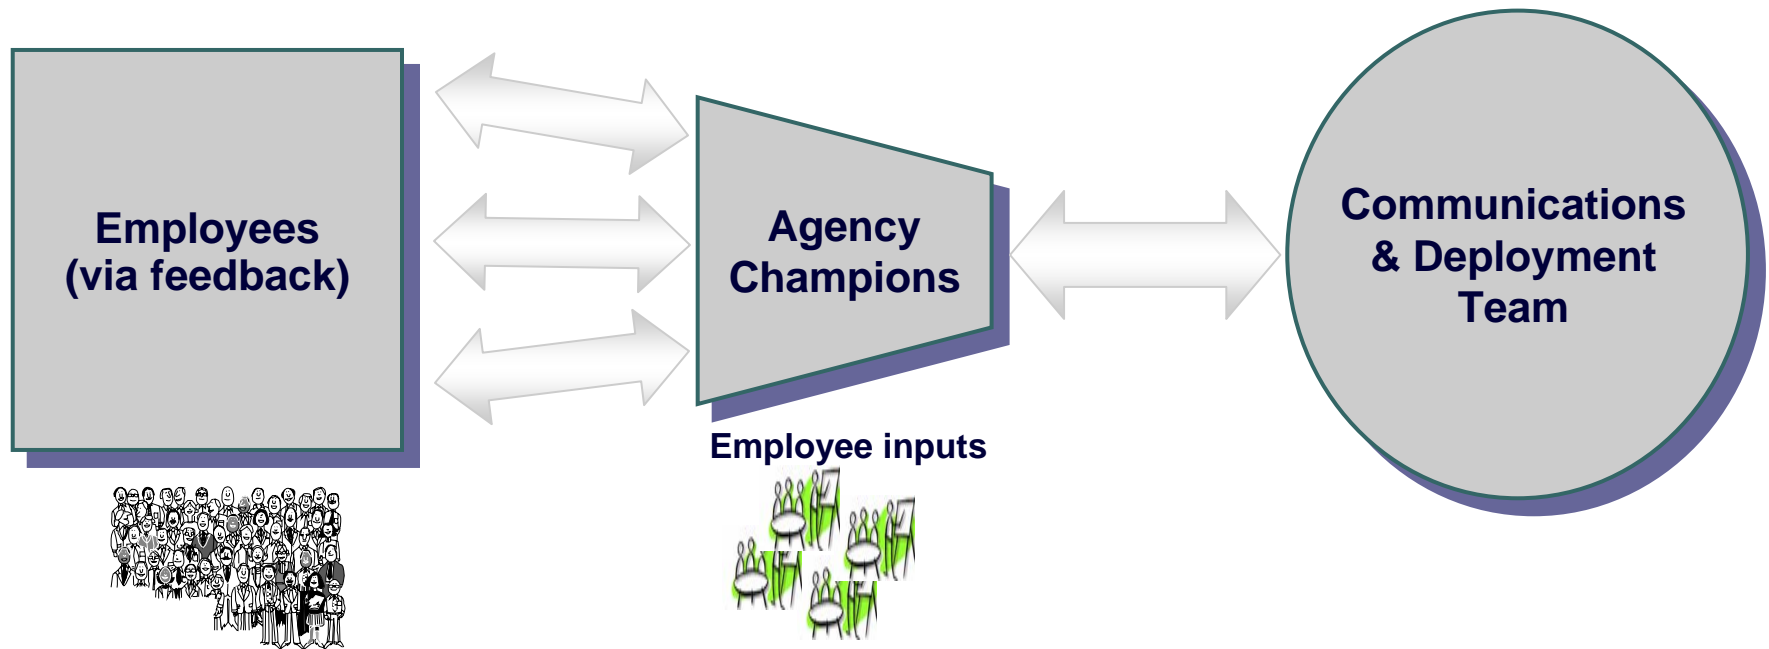 Employees
(via feedback)
Agency
Champions
Employee inputs
Communications
& Deployment
Team